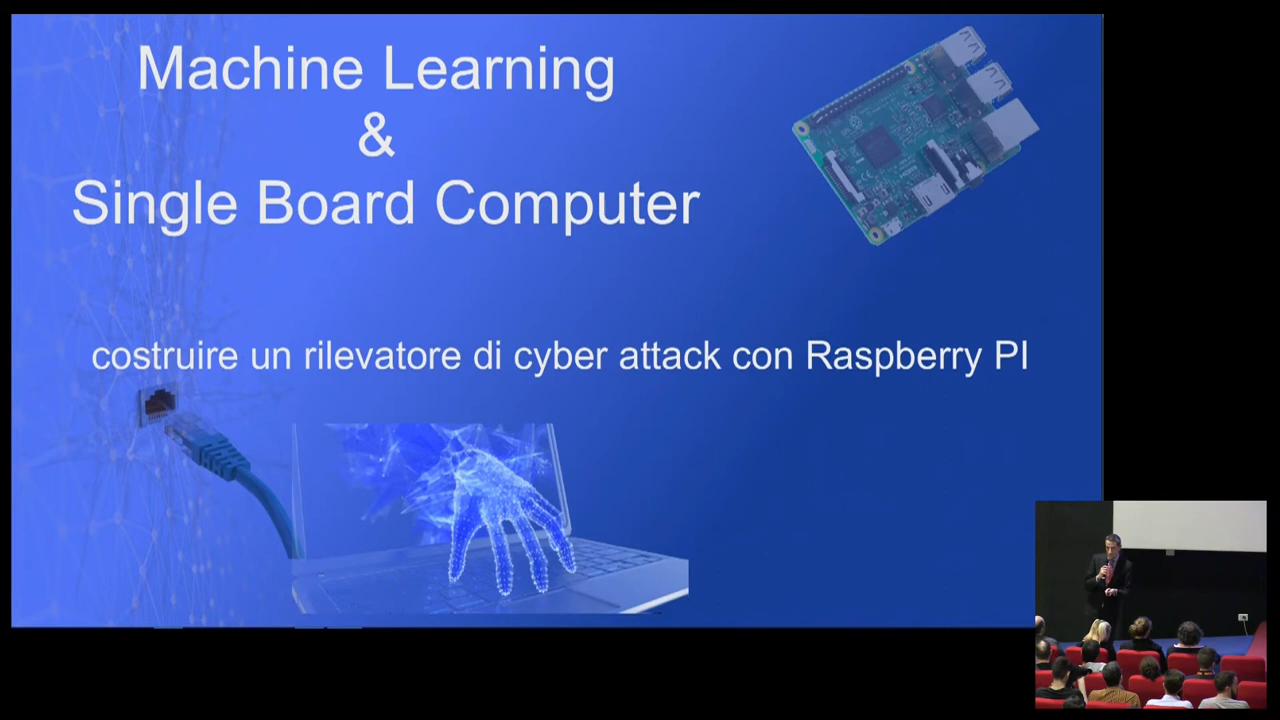 Machine Learning
&
Single Board Computer
costruire un rilevatore di cyber attack con Raspberry PI